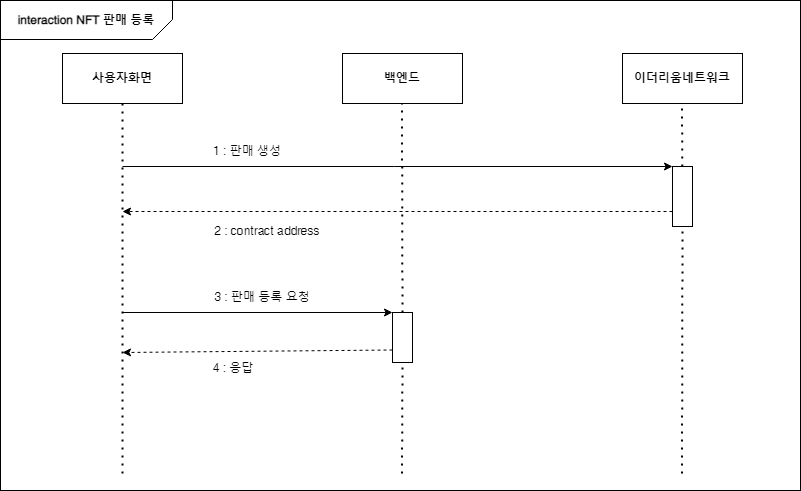 interaction NFT 판매 등록
사용자화면
백엔드
이더리움네트워크
1 : 판매 생성
2 : contract address
3 : 판매 등록 요청
4 : 응답